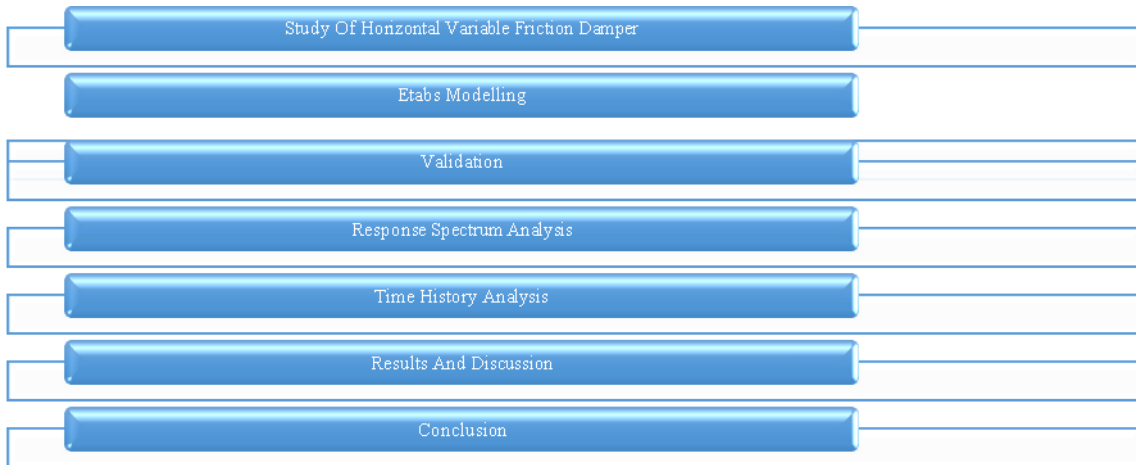 Study Of Horizontal Variable Friction Damper
Etabs Modelling
Validation
Response Spectrum Analysis
Time History Analysis
Results And Discussion
Conclusion